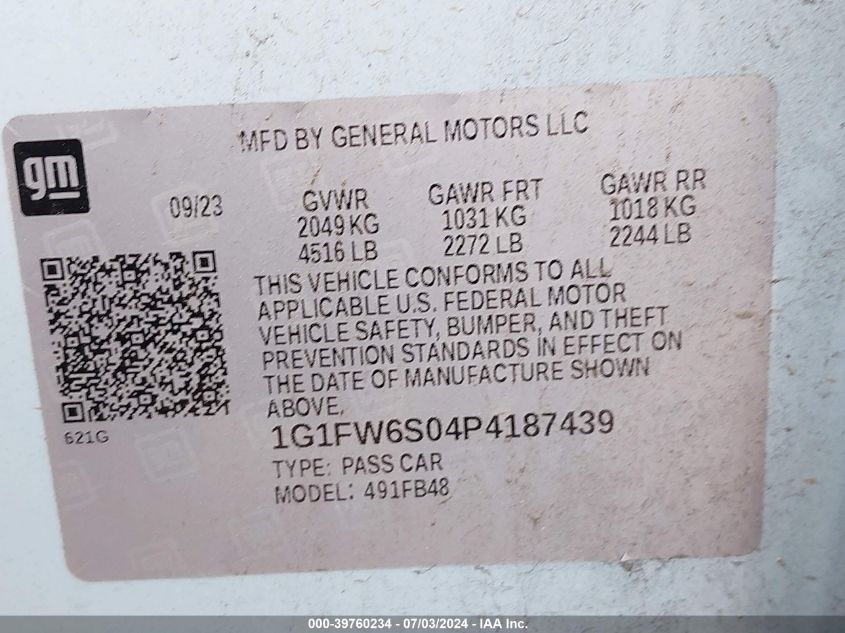 MFD BY GENERAL MOTORS LLC
gm
09/23 GVWR GAWR FRT GAWR RR
2049 KG 1031 KG 1018 KG
4516 LB 2272 LB 2244 LB
THIS VEHICLE CONFORMS TO ALL
APPLICABLE U.S. FEDERAL MOTOR
VEHICLE SAFETY, BUMPER, AND THEFT
PREVENTION STANDARDS IN EFFECT ON
THE DATE OF MANUFACTURE SHOWN
ABOVE.
621G
1G1FW6S04P4187439
TYPE: PASS CAR
MODEL: 491FB48
000-39760234 - 07/03/2024 - IAA Inc.